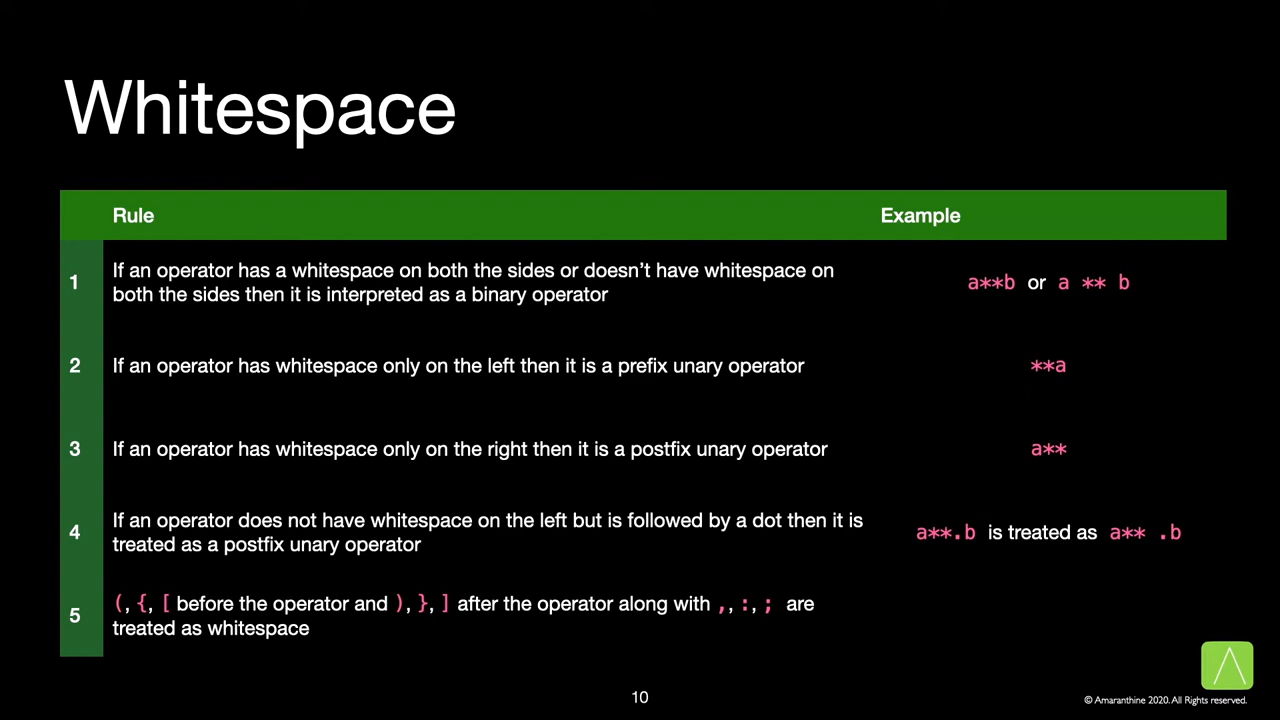 Whitespace
Rule Example
1 If an operator has a whitespace on both the sides or doesn’t have whitespace on both the sides then it is interpreted as a binary operator a**b or a ** b
2 If an operator has whitespace only on the left then it is a prefix unary operator **a
3 If an operator has whitespace only on the right then it is a postfix unary operator a**
4 If an operator does not have whitespace on the left but is followed by a dot then it is treated as a postfix unary operator a**.b is treated as a** .b
5 (, {, [ before the operator and ), }, ] after the operator along with ,, :, ; are treated as whitespace
10
© Amaranthine 2020. All Rights reserved.